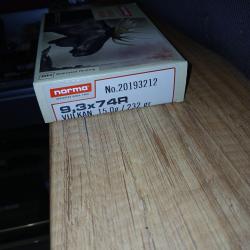 norma
No.20193212
9,3x74R
VULKAN 15,0g / 232 gr